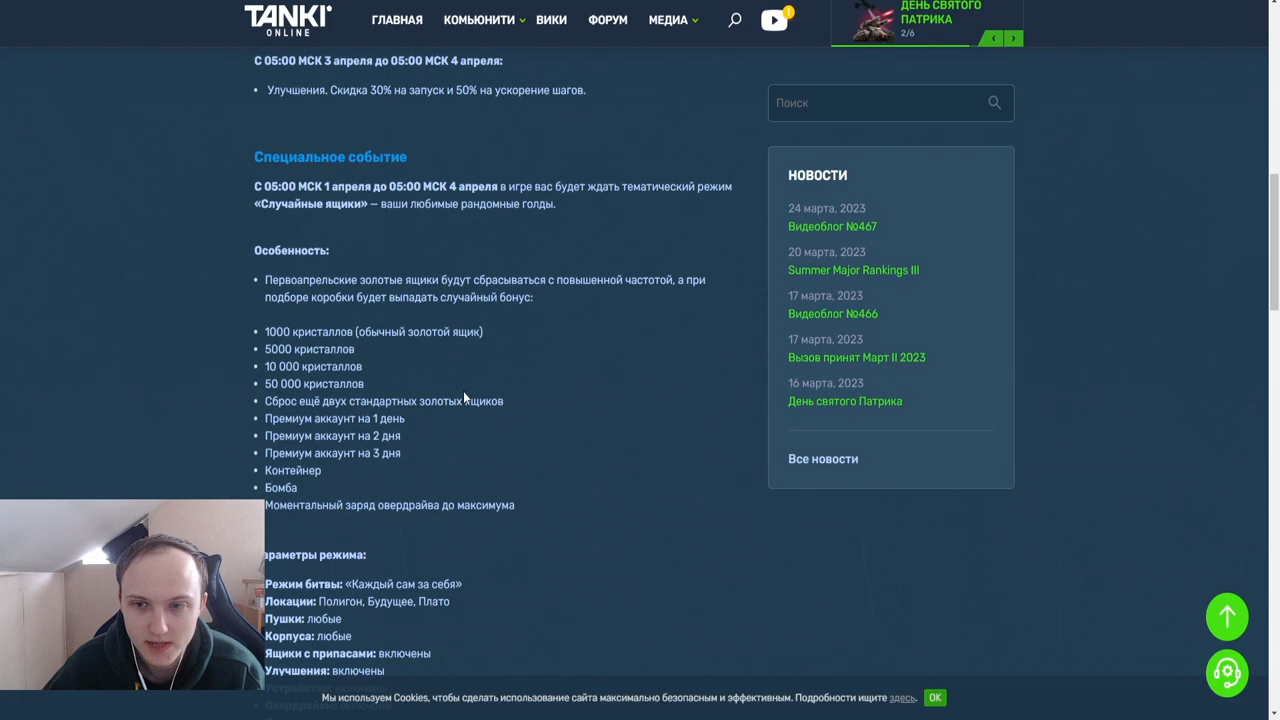 TANKI
ONLINE
ГЛАВНАЯ
КОМЬЮНИТИ
ВИКИ
ФОРУМ
МЕДИА
!
ДЕНЬ СВЯТОГО
ПАТРИКА
2/6
С 05:00 МСК 3 апреля до 05:00 МСК 4 апреля:
• Улучшения. Скидка 30% на запуск и 50% на ускорение шагов.
Специальное событие
С 05:00 МСК 1 апреля до 05:00 МСК 4 апреля в игре вас будет ждать тематический режим
«Случайные ящики» — ваши любимые рандомные голды.
Особенность:
• Первоапрельские золотые ящики будут сбрасываться с повышенной частотой, а при
подборе коробки будет выпадать случайный бонус:
• 1000 кристаллов (обычный золотой ящик)
• 5000 кристаллов
• 10 000 кристаллов
• 50 000 кристаллов
• Сброс ещё двух стандартных золотых ящиков
• Премиум аккаунт на 1 день
• Премиум аккаунт на 2 дня
• Премиум аккаунт на 3 дня
• Контейнер
• Бомба
Моментальный заряд овердрайва до максимума
араметры режима:
Режим битвы: «Каждый сам за себя»
Локации: Полигон, Будущее, Плато
Пушки: любые
Корпуса: любые
Ящики с припасами: включены
Улучшения: включены
Поиск
НОВОСТИ
24 марта, 2023
Видеоблог №467
20 марта, 2023
Summer Major Rankings III
17 марта, 2023
Видеоблог №466
17 марта, 2023
Вызов принят Март II 2023
16 марта, 2023
День святого Патрика
Все новости
Мы используем Cookies, чтобы сделать использование сайта максимально безопасным и эффективным. Подробности ищите здесь.
OK